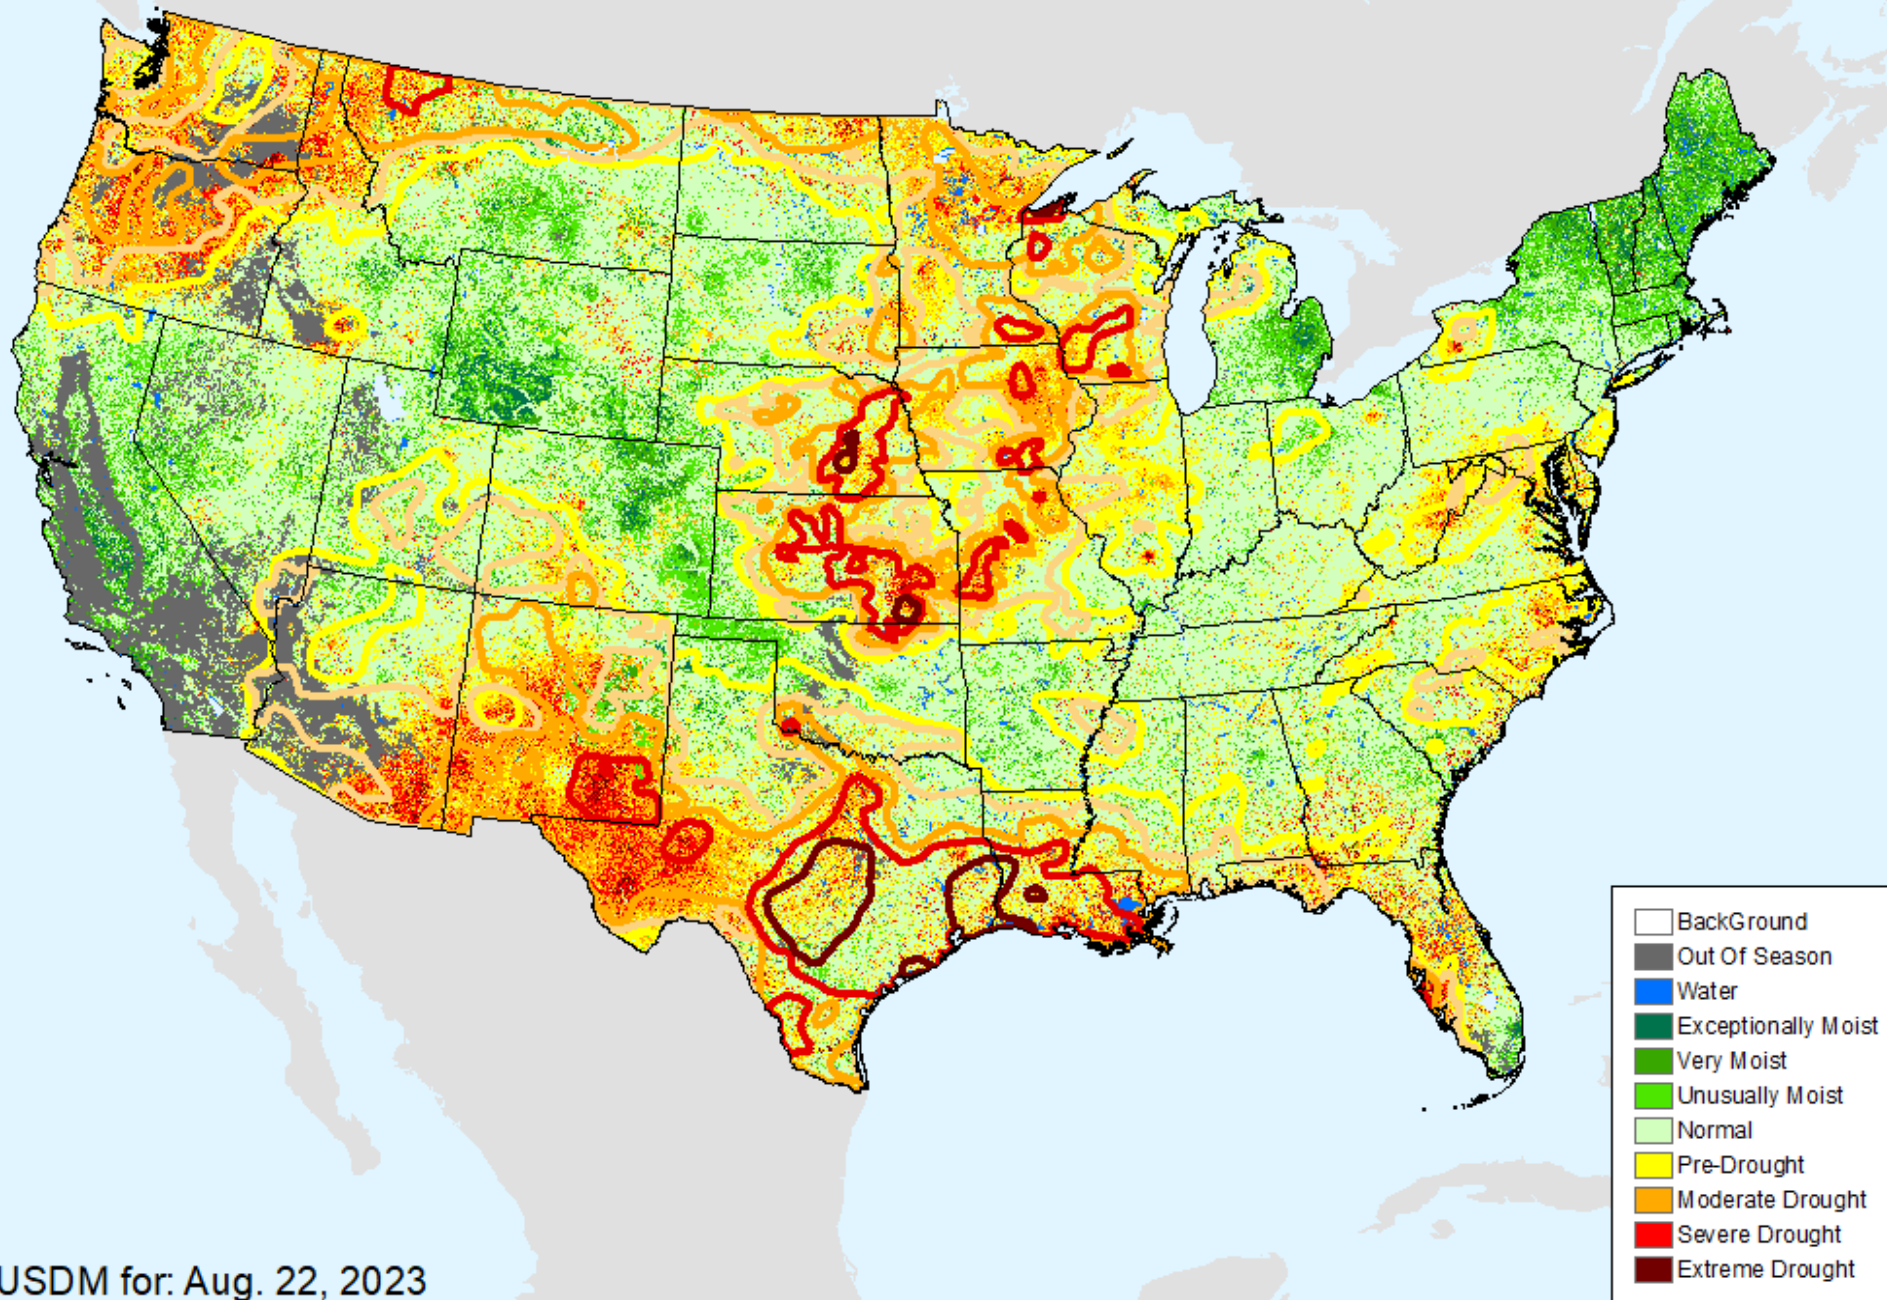 BackGround
Out Of Season
Water
Exceptionally Moist
Very Moist
Unusually Moist
Normal
Pre-Drought
Moderate Drought
Severe Drought
Extreme Drought
USDM for: Aug. 22, 2023